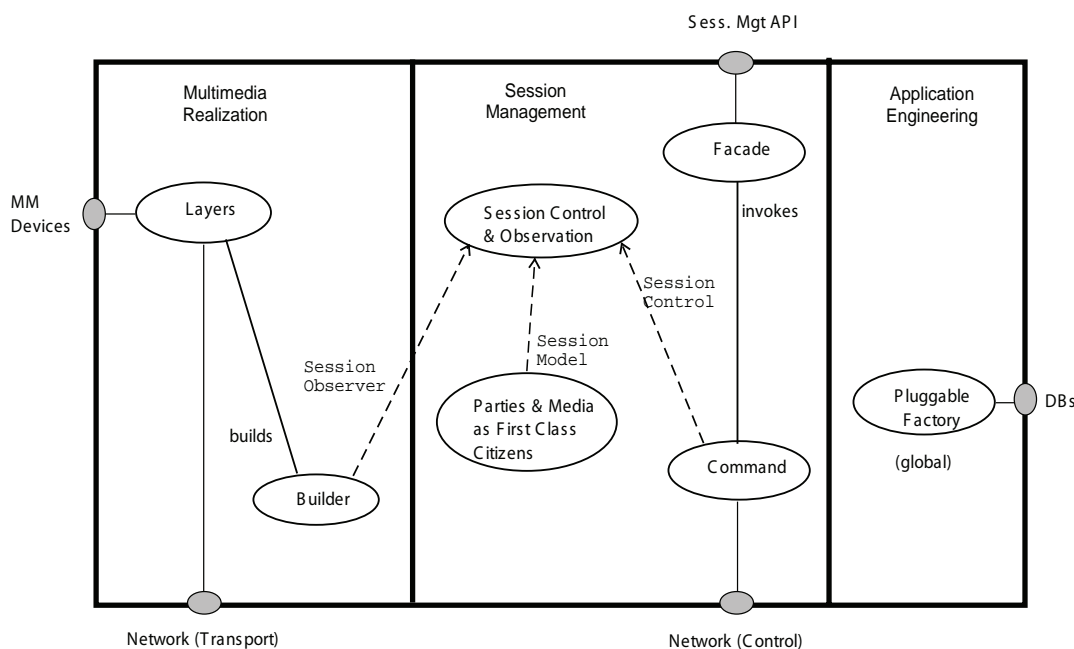 Sess. Mgt API
Multimedia
Realization
Session
Management
Application
Engineering
Facade
MM
Devices
Layers
Session Control
& Observation
invokes
Session
Control
Session
Model
Session
Observer
Parties & Media
as First Class
Citizens
Pluggable
Factory
DBs
(global)
builds
Command
Builder
Network (Transport)
Network (Control)